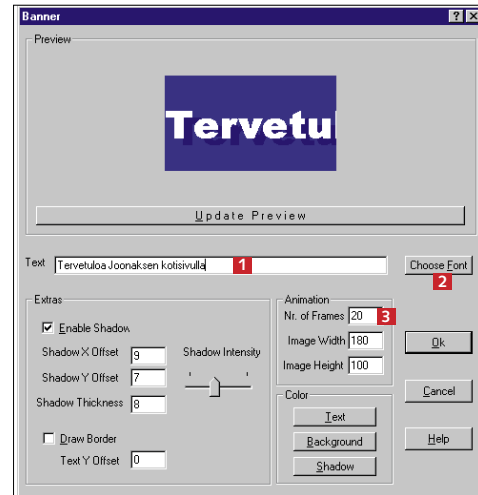 Banner
Preview
Tervetul
Update Preview
Text Tervetuloa Joonaksen kotisivulla 1
Choose Font
2
Extras
Enable Shadow
Shadow X Offset 9
Shadow Intensity
Shadow Y Offset 7
Shadow Thickness 8
Draw Border
Text Y Offset 0
Animation
Nr. of Frames 20 3
Image Width 180
Image Height 100
Color
Text
Background
Shadow
Ok
Cancel
Help